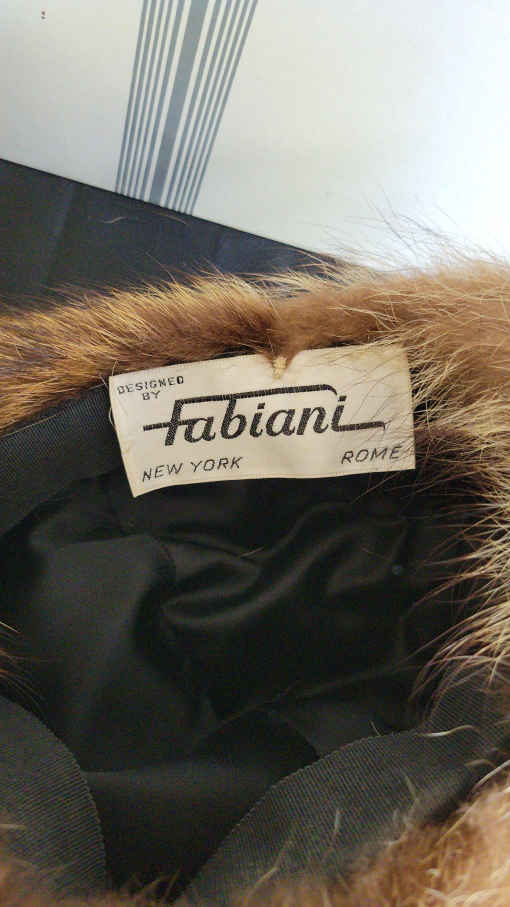 DESIGNED
BY
Fabiani
NEW YORK ROME